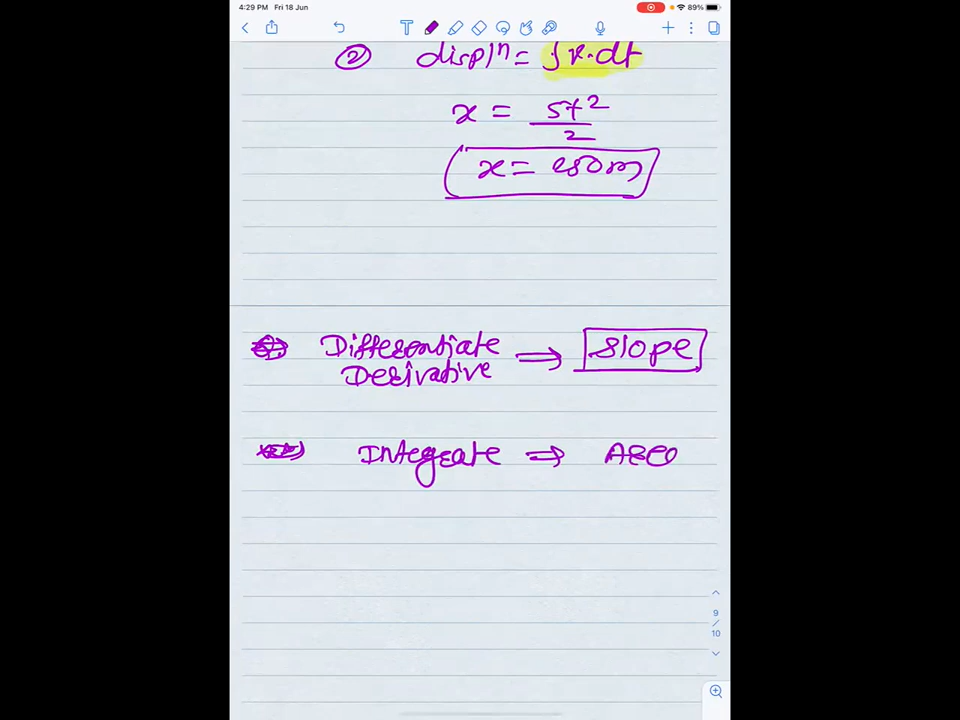 4:29 PM Fri 18 Jun 89%
② displⁿ = ∫v.dt
x = 5t²/2
x = 250m
Differentiate ⇒ slope
Derivative
Integrate ⇒ Area
9
/
10